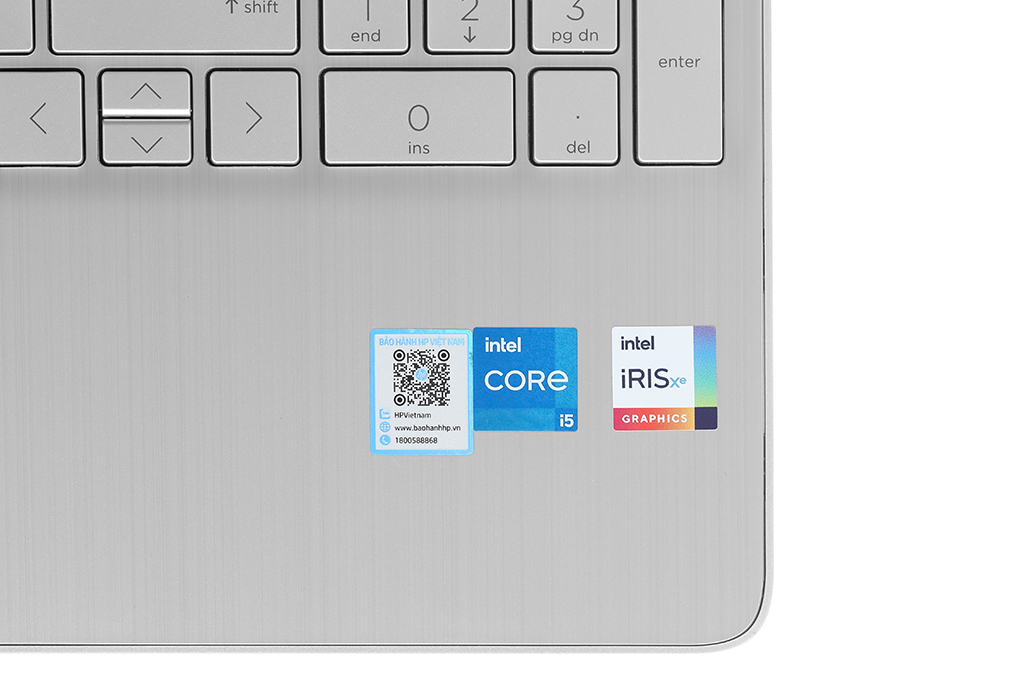 ↑ shift
1
end
2
↓
3
pg dn
enter
0
ins
.
del
BẢO HÀNH HP VIỆT NAM
HPVietnam
www.baohanhhp.vn
1800588868
intel
CORe
i5
intel
iRISxe
GRAPHICS